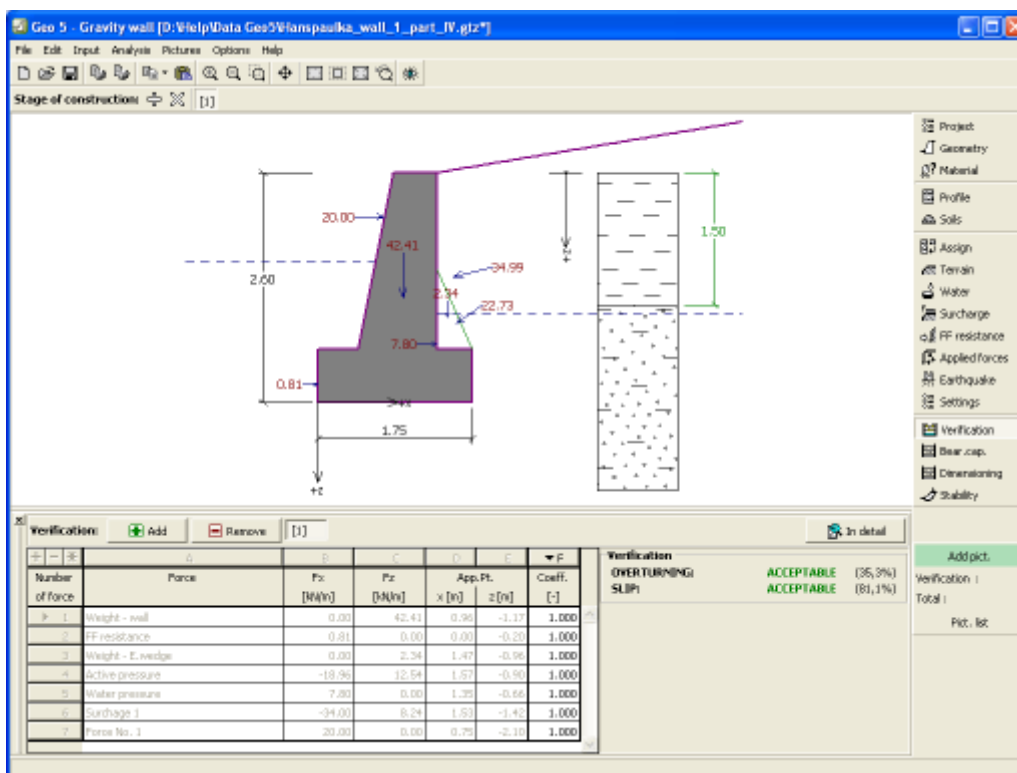 Geo 5 - Gravity wall [D:\Help\Data Geo5\Hanspaulka_wall_1_part_IV.gtz*]
File Edit Input Analysis Pictures Options Help
Stage of construction: [1]
20.00
42.41
2.60
34.99
2.34
22.73
7.80
0.81
+x
1.75
+z
+z
1.50
Project
Geometry
Material
Profile
Soils
Assign
Terrain
Water
Surcharge
FF resistance
Applied forces
Earthquake
Settings
Verification
Bear.cap.
Dimensioning
Stability
Verification: Add Remove [1] In detail
A B C D E F
Number Force Fx Fz App.Pt. Coeff.
of force [kN/m] [kN/m] x [m] z [m] [-]
1 Weight - wall 0.00 42.41 0.96 -1.17 1.000
2 FF resistance 0.81 0.00 0.00 -0.20 1.000
3 Weight - E.wedge 0.00 2.34 1.47 -0.96 1.000
4 Active pressure -18.96 12.54 1.57 -0.90 1.000
5 Water pressure 7.80 0.00 1.35 -0.66 1.000
6 Surchage 1 -34.00 8.24 1.53 -1.42 1.000
7 Force No. 1 20.00 0.00 0.75 -2.10 1.000
Verification
OVERTURNING: ACCEPTABLE (35,3%)
SLIP: ACCEPTABLE (81,1%)
Add pict.
Verification :
Total :
Pict. list